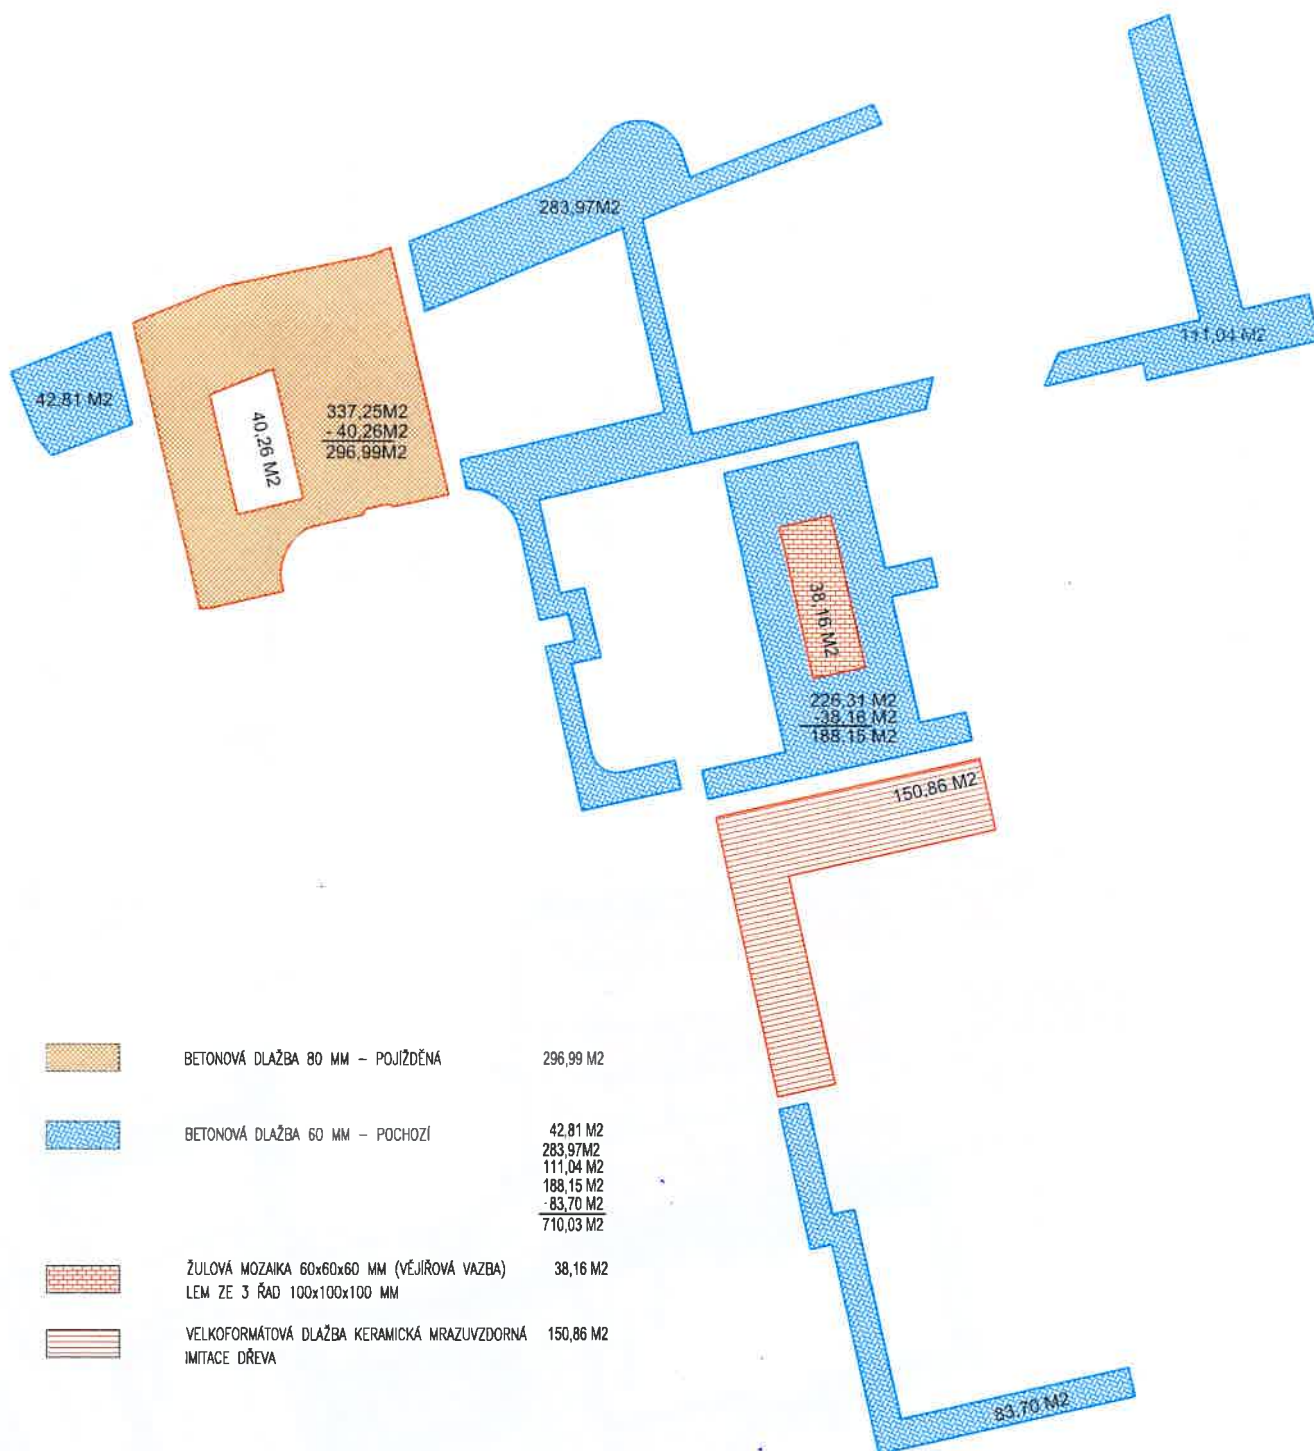 283,97M2
111,04 M2
42,81 M2
40,26 M2
337,25M2
- 40,26M2
296,99M2
38,16 M2
226,31 M2
-38,16 M2
188,15 M2
150,86 M2
BETONOVÁ DLAŽBA 80 MM – POJÍŽDĚNÁ 296,99 M2
BETONOVÁ DLAŽBA 60 MM – POCHOZÍ 42,81 M2
283,97M2
111,04 M2
188,15 M2
83,70 M2
710,03 M2
ŽULOVÁ MOZAIKA 60x60x60 MM (VĚJÍŘOVÁ VAZBA) 38,16 M2
LEM ZE 3 ŘAD 100x100x100 MM
VELKOFORMÁTOVÁ DLAŽBA KERAMICKÁ MRAZUVZDORNÁ 150,86 M2
IMITACE DŘEVA
83,70 M2